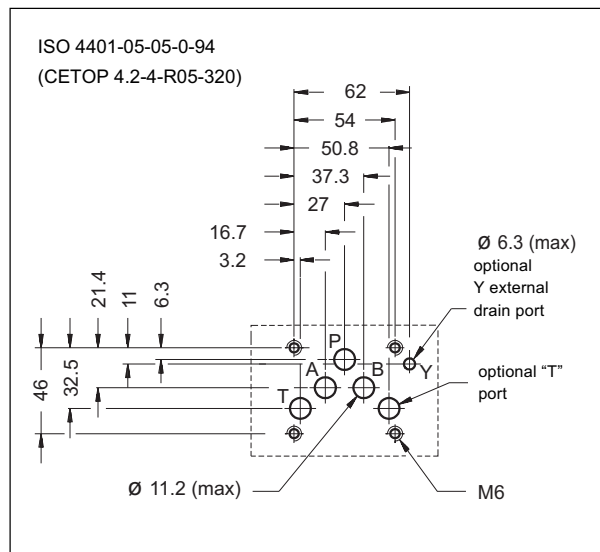 ISO 4401-05-05-0-94
(CETOP 4.2-4-R05-320)
62
54
50.8
37.3
27
16.7
3.2
21.4
11
6.3
46
32.5
Ø 6.3 (max)
optional
Y external
drain port
P
A
B
Y
T
optional “T”
port
Ø 11.2 (max)
M6